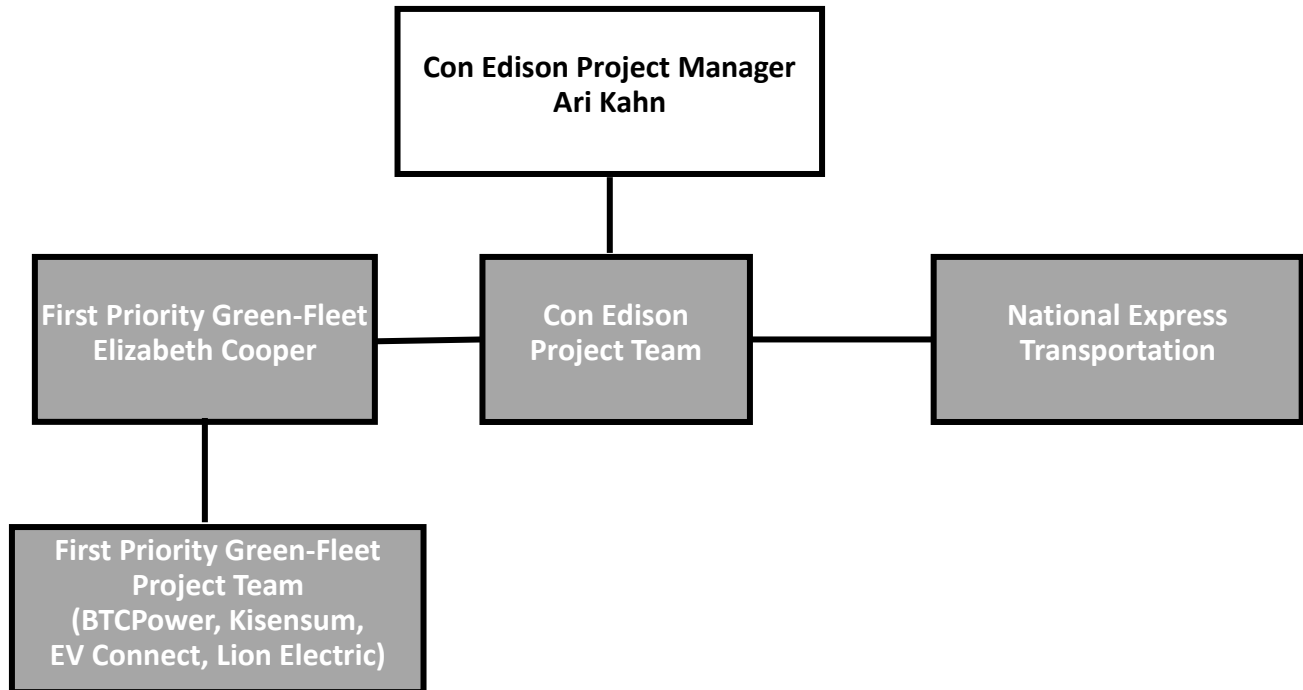 Con Edison Project Manager
Ari Kahn
First Priority Green-Fleet
Elizabeth Cooper
Con Edison
Project Team
National Express
Transportation
First Priority Green-Fleet
Project Team
(BTCPower, Kisensum,
EV Connect, Lion Electric)